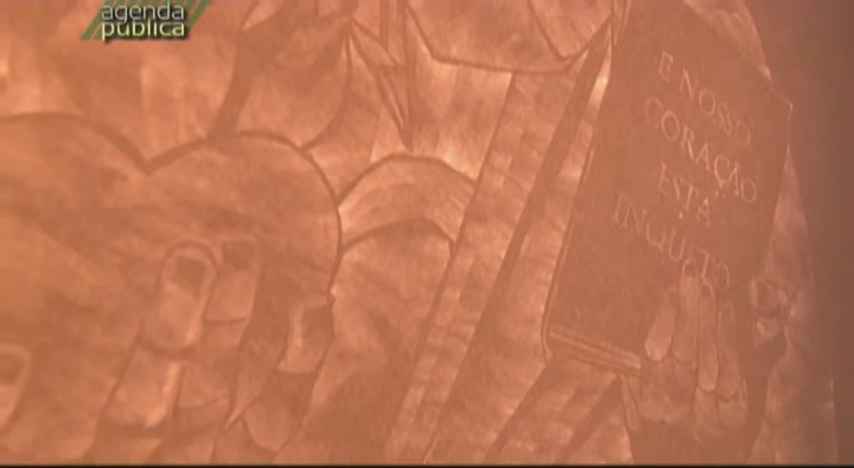 agenda
pública
E NOSSO
CORAÇÃO
ESTÁ
INQUIETO